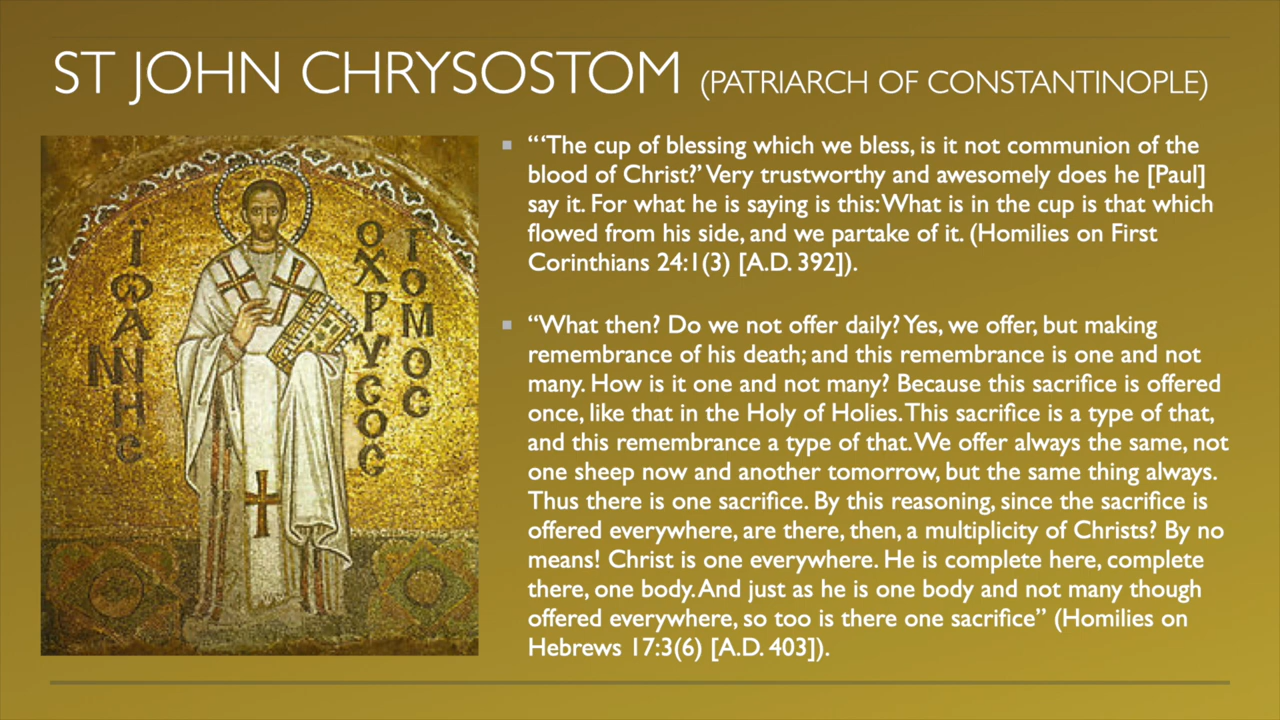 ST JOHN CHRYSOSTOM (PATRIARCH OF CONSTANTINOPLE)
ΪΩΑΝΝΗϹ
ΟΧΡΥϹΟϹ
ΤΟΜΟϹ
▪ “‘The cup of blessing which we bless, is it not communion of the
blood of Christ?’ Very trustworthy and awesomely does he [Paul]
say it. For what he is saying is this: What is in the cup is that which
flowed from his side, and we partake of it. (Homilies on First
Corinthians 24:1(3) [A.D. 392]).
▪ “What then? Do we not offer daily? Yes, we offer, but making
remembrance of his death; and this remembrance is one and not
many. How is it one and not many? Because this sacrifice is offered
once, like that in the Holy of Holies. This sacrifice is a type of that,
and this remembrance a type of that. We offer always the same, not
one sheep now and another tomorrow, but the same thing always.
Thus there is one sacrifice. By this reasoning, since the sacrifice is
offered everywhere, are there, then, a multiplicity of Christs? By no
means! Christ is one everywhere. He is complete here, complete
there, one body. And just as he is one body and not many though
offered everywhere, so too is there one sacrifice” (Homilies on
Hebrews 17:3(6) [A.D. 403]).